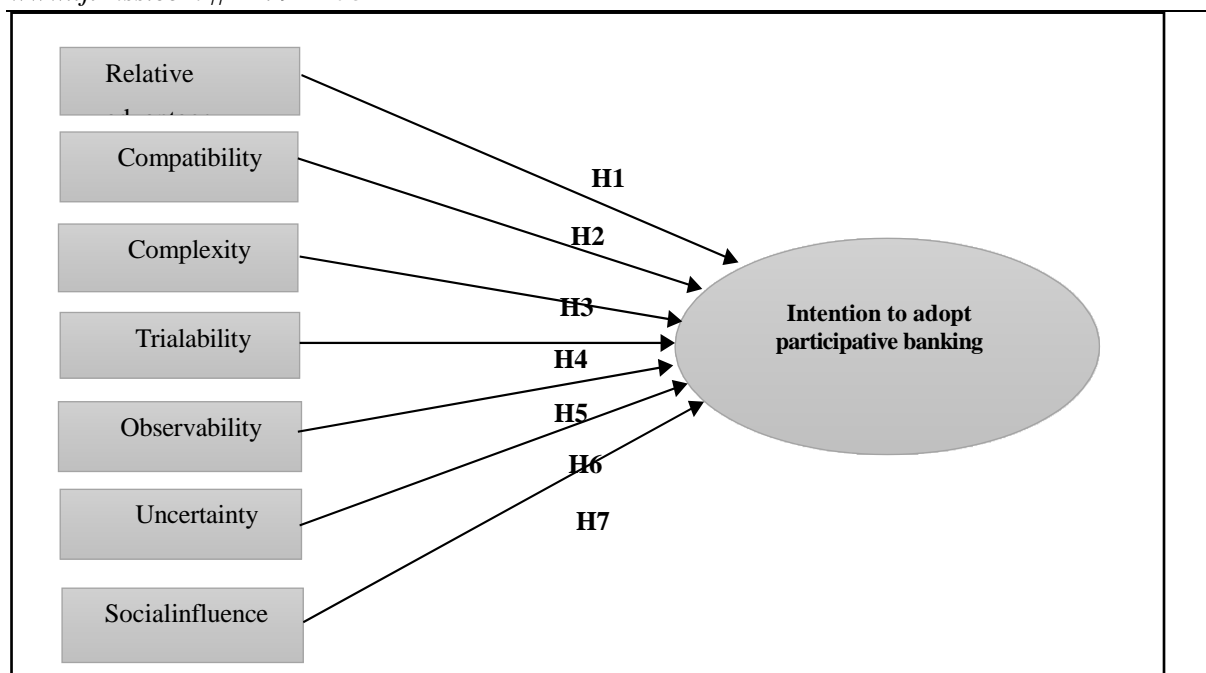 Relative
Compatibility
Complexity
Trialability
Observability
Uncertainty
Socialinfluence
H1
H2
H3
H4
H5
H6
H7
Intention to adopt
participative banking